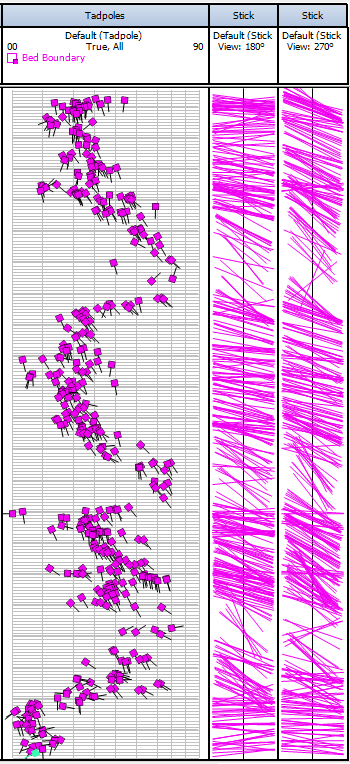 Tadpoles
Stick
Stick
Default (Tadpole)
Default (Stick
Default (Stick
00
True, All
90
View: 180º
View: 270º
Bed Boundary